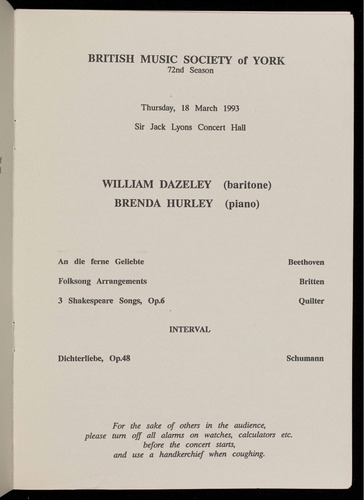 BRITISH MUSIC SOCIETY of YORK
72nd Season
Thursday, 18 March 1993
Sir Jack Lyons Concert Hall
WILLIAM DAZELEY (baritone)
BRENDA HURLEY (piano)
An die ferne Geliebte Beethoven
Folksong Arrangements Britten
3 Shakespeare Songs, Op.6 Quilter
INTERVAL
Dichterliebe, Op.48 Schumann
For the sake of others in the audience,
please turn off all alarms on watches, calculators etc.
before the concert starts,
and use a handkerchief when coughing.